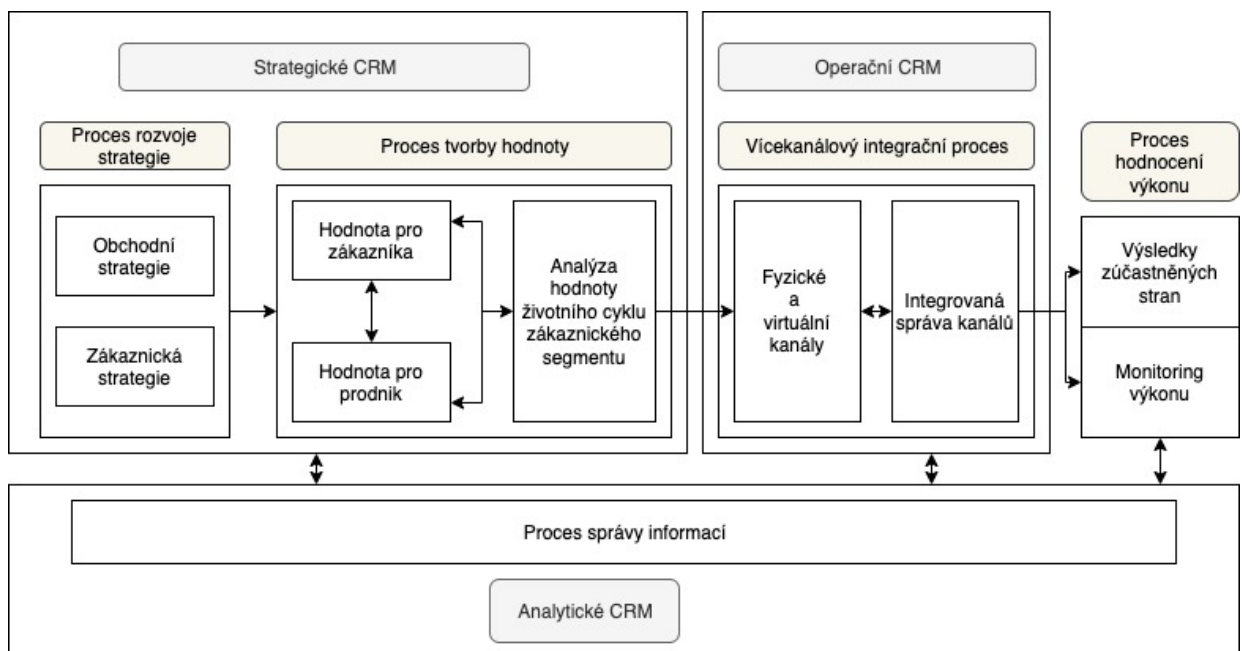 Strategické CRM
Operační CRM
Proces rozvoje
strategie
Proces tvorby hodnoty
Vícekanálový integrační proces
Proces
hodnocení
výkonu
Obchodní
strategie
Zákaznická
strategie
Hodnota pro
zákazníka
Hodnota pro
prodnik
Analýza
hodnoty
životního cyklu
zákaznického
segmentu
Fyzické
a
virtuální
kanály
Integrovaná
správa kanálů
Výsledky
zúčastněných
stran
Monitoring
výkonu
Proces správy informací
Analytické CRM